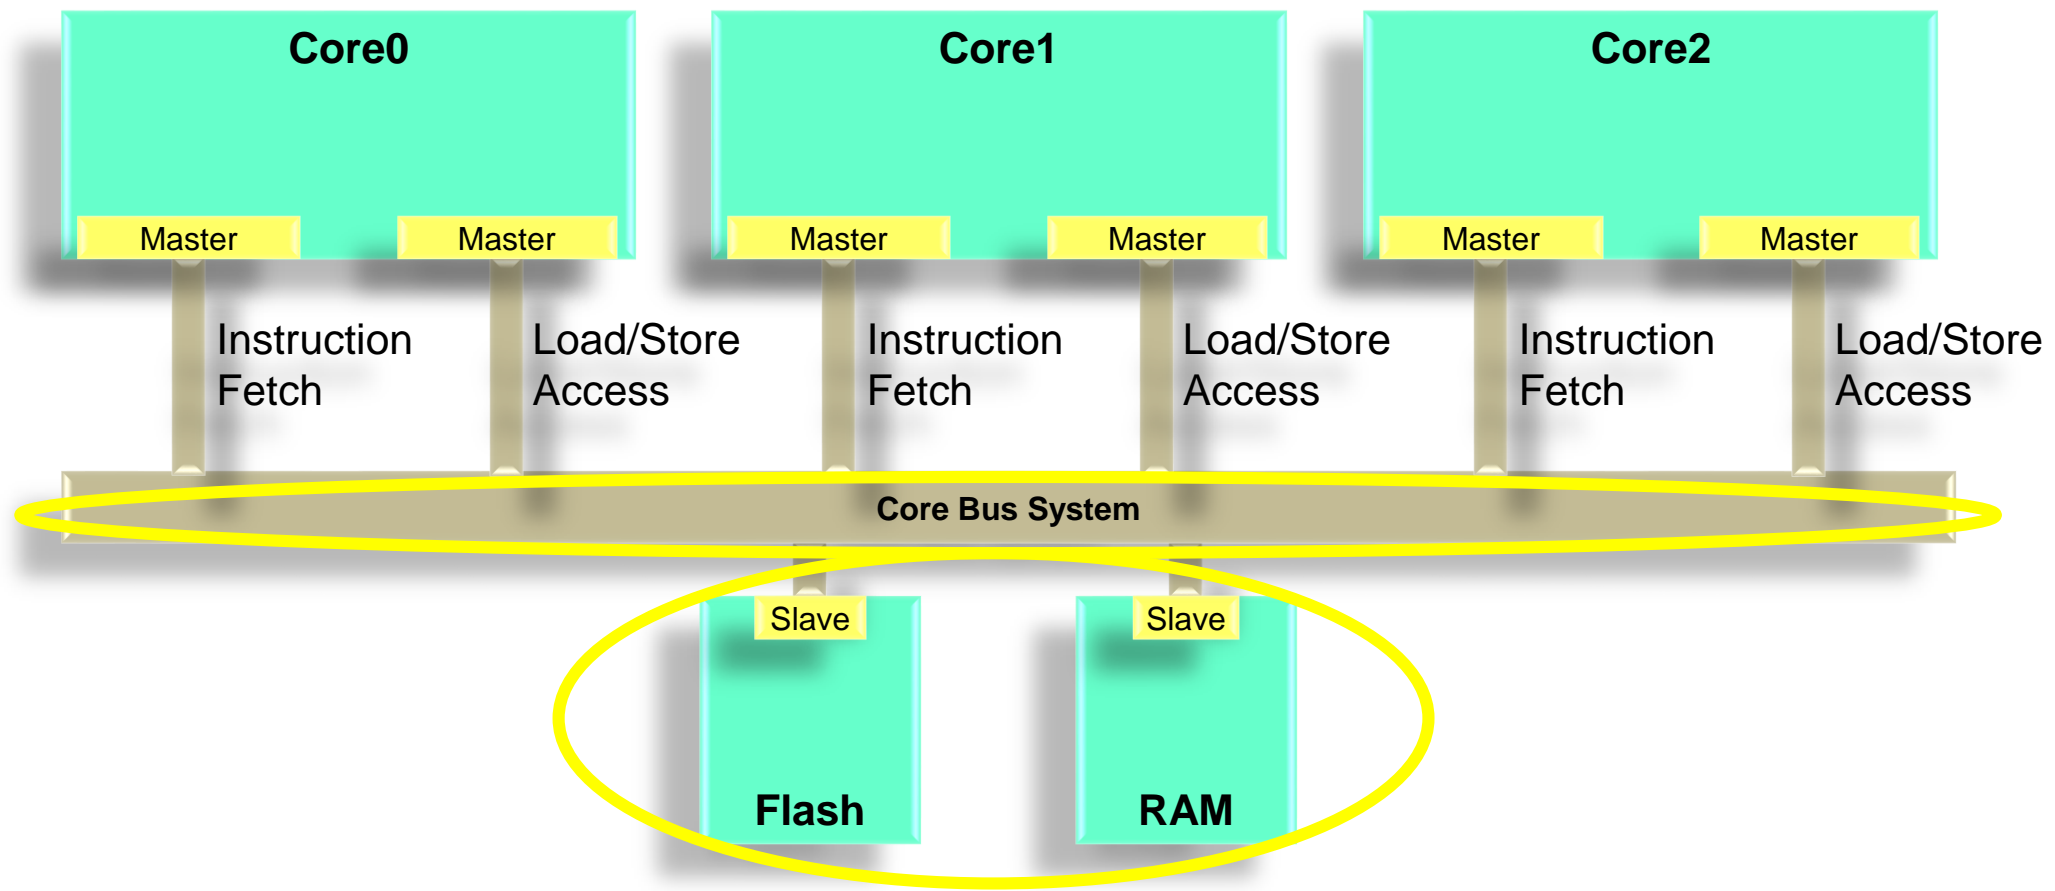 Core0
Core1
Core2
Master
Master
Master
Master
Master
Master
Instruction
Fetch
Load/Store
Access
Instruction
Fetch
Load/Store
Access
Instruction
Fetch
Load/Store
Access
Core Bus System
Slave
Slave
Flash
RAM